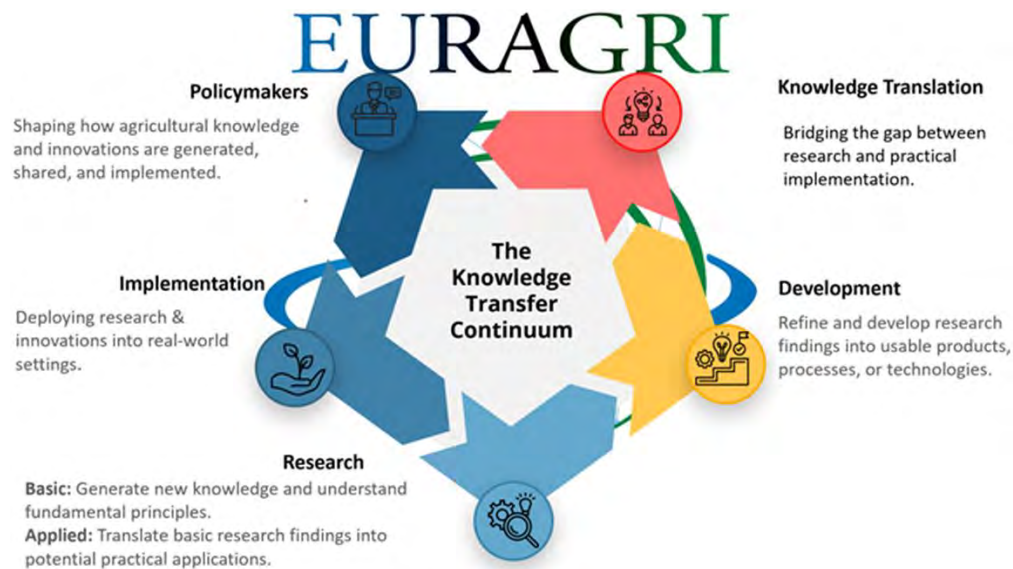 EURAGRI
Policymakers
Shaping how agricultural knowledge
and innovations are generated,
shared, and implemented.
Knowledge Translation
Bridging the gap between
research and practical
implementation.
The
Knowledge
Transfer
Continuum
Implementation
Deploying research &
innovations into real-world
settings.
Development
Refine and develop research
findings into usable products,
processes, or technologies.
Research
Basic: Generate new knowledge and understand
fundamental principles.
Applied: Translate basic research findings into
potential practical applications.